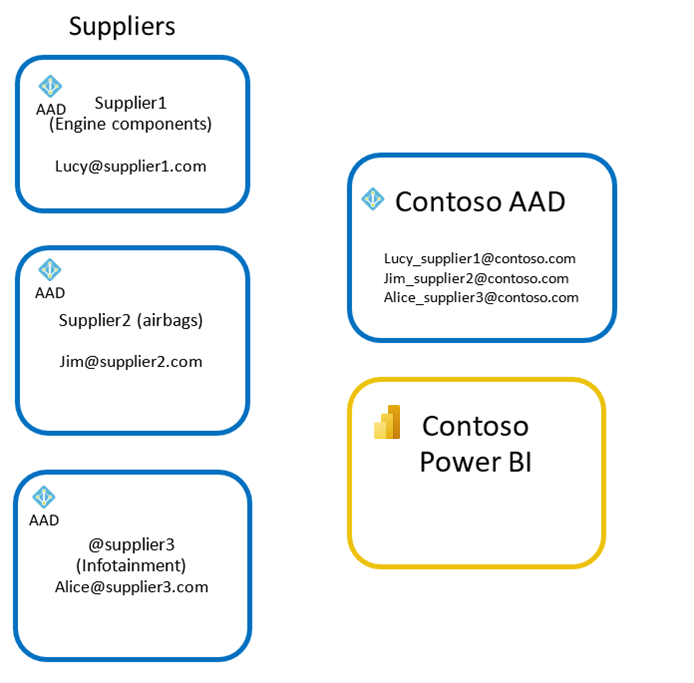 Suppliers
AAD
Supplier1
(Engine components)
Lucy@supplier1.com
AAD
Supplier2 (airbags)
Jim@supplier2.com
AAD
@supplier3
(Infotainment)
Alice@supplier3.com
Contoso AAD
Lucy_supplier1@contoso.com
Jim_supplier2@contoso.com
Alice_supplier3@contoso.com
Contoso
Power BI